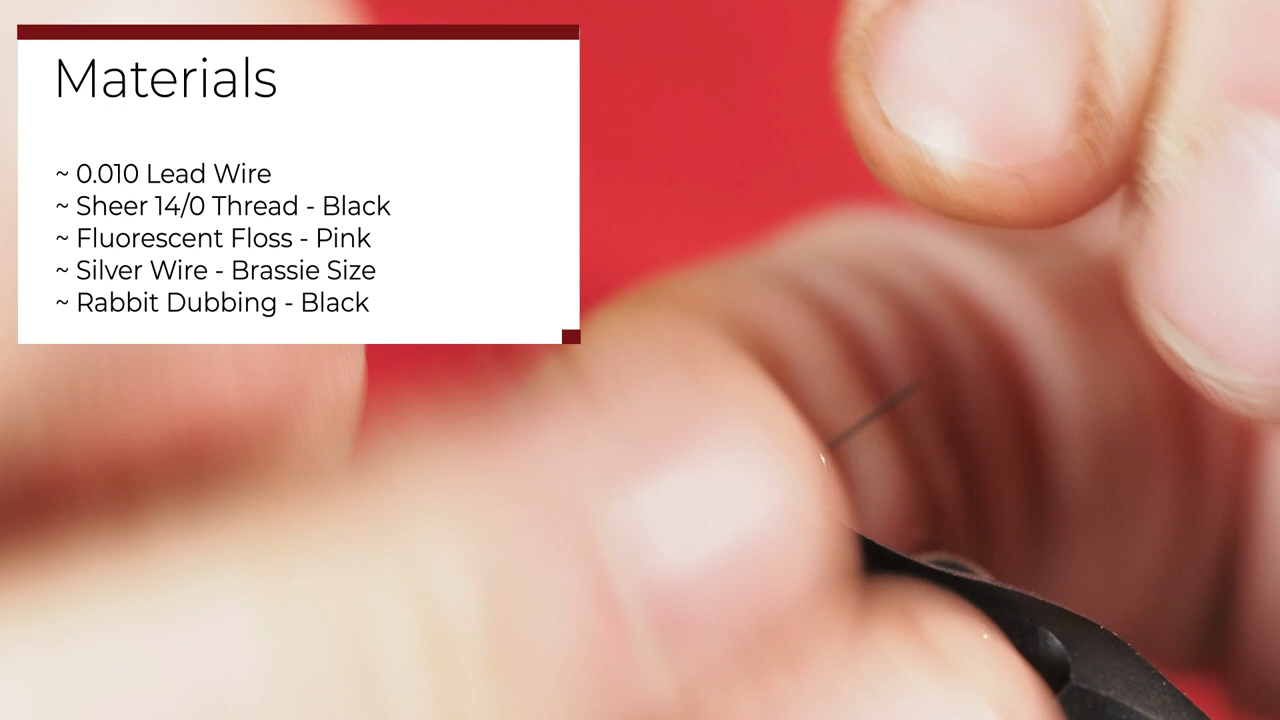 Materials
~ 0.010 Lead Wire
~ Sheer 14/0 Thread - Black
~ Fluorescent Floss - Pink
~ Silver Wire - Brassie Size
~ Rabbit Dubbing - Black